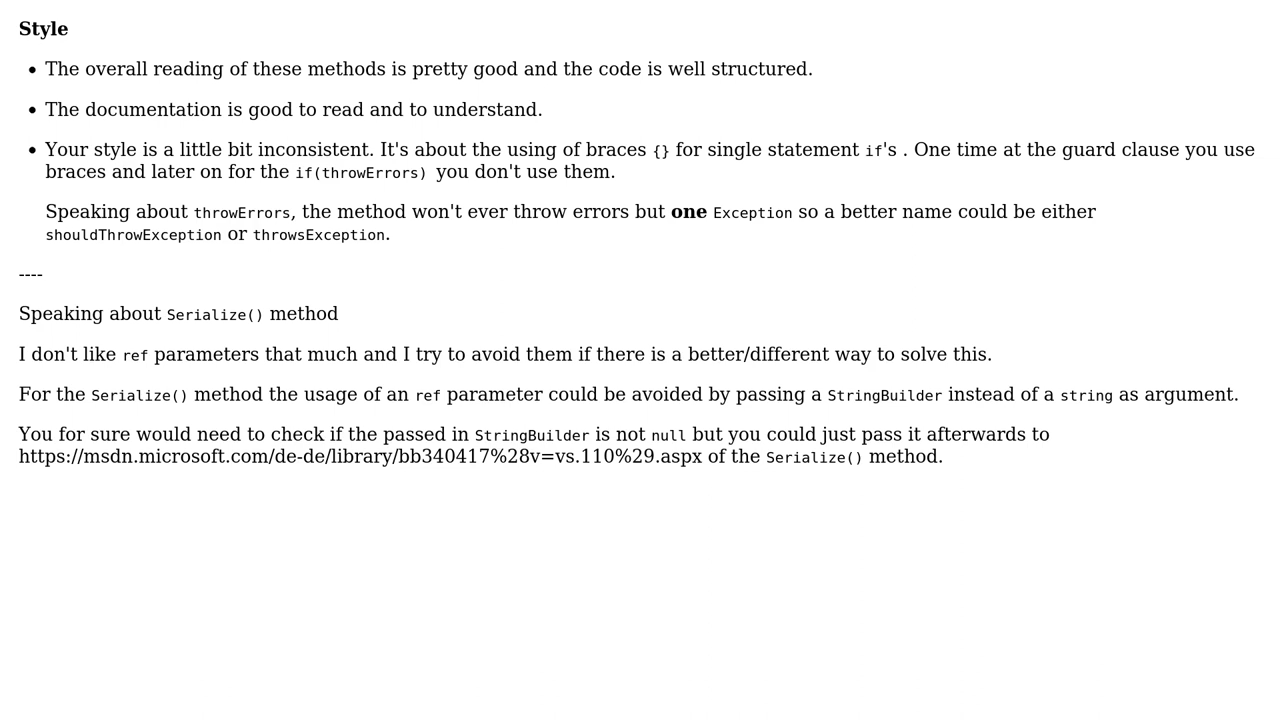 Style
• The overall reading of these methods is pretty good and the code is well structured.
• The documentation is good to read and to understand.
• Your style is a little bit inconsistent. It's about the using of braces {} for single statement if's . One time at the guard clause you use
braces and later on for the if(throwErrors) you don't use them.
Speaking about throwErrors, the method won't ever throw errors but one Exception so a better name could be either
shouldThrowException or throwsException.
----
Speaking about Serialize() method
I don't like ref parameters that much and I try to avoid them if there is a better/different way to solve this.
For the Serialize() method the usage of an ref parameter could be avoided by passing a StringBuilder instead of a string as argument.
You for sure would need to check if the passed in StringBuilder is not null but you could just pass it afterwards to
https://msdn.microsoft.com/de-de/library/bb340417%28v=vs.110%29.aspx of the Serialize() method.